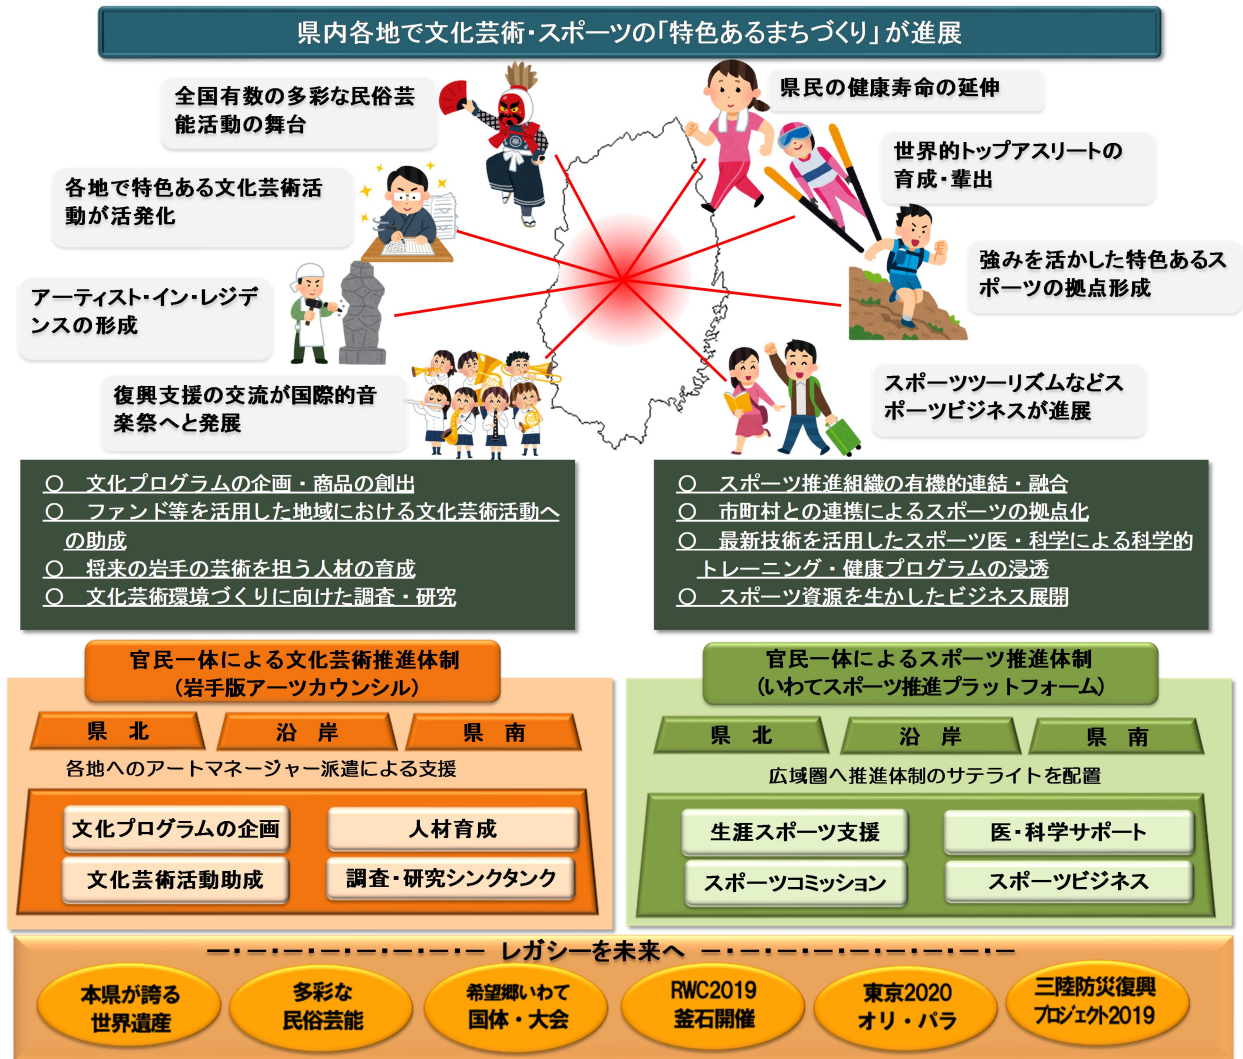 県内各地で文化芸術・スポーツの「特色あるまちづくり」が進展
全国有数の多彩な民俗芸
能活動の舞台
各地で特色ある文化芸術活
動が活発化
アーティスト・イン・レジデ
ンスの形成
復興支援の交流が国際的音
楽祭へと発展
県民の健康寿命の延伸
世界的トップアスリートの
育成・輩出
強みを活かした特色あるス
ポーツの拠点形成
スポーツツーリズムなどス
ポーツビジネスが進展
○　文化プログラムの企画・商品の創出
○　ファンド等を活用した地域における文化芸術活動へ
の助成
○　将来の岩手の芸術を担う人材の育成
○　文化芸術環境づくりに向けた調査・研究
○　スポーツ推進組織の有機的連結・融合
○　市町村との連携によるスポーツの拠点化
○　最新技術を活用したスポーツ医・科学による科学的
トレーニング・健康プログラムの浸透
○　スポーツ資源を生かしたビジネス展開
官民一体による文化芸術推進体制
(岩手版アーツカウンシル)
県　北
沿　岸
県　南
各地へのアートマネージャー派遣による支援
文化プログラムの企画
人材育成
文化芸術活動助成
調査・研究シンクタンク
官民一体によるスポーツ推進体制
(いわてスポーツ推進プラットフォーム)
県　北
沿　岸
県　南
広域圏へ推進体制のサテライトを配置
生涯スポーツ支援
医・科学サポート
スポーツコミッション
スポーツビジネス
レガシーを未来へ
本県が誇る
世界遺産
多彩な
民俗芸能
希望郷いわて
国体・大会
RWC2019
釜石開催
東京2020
オリ・パラ
三陸防災復興
プロジェクト2019